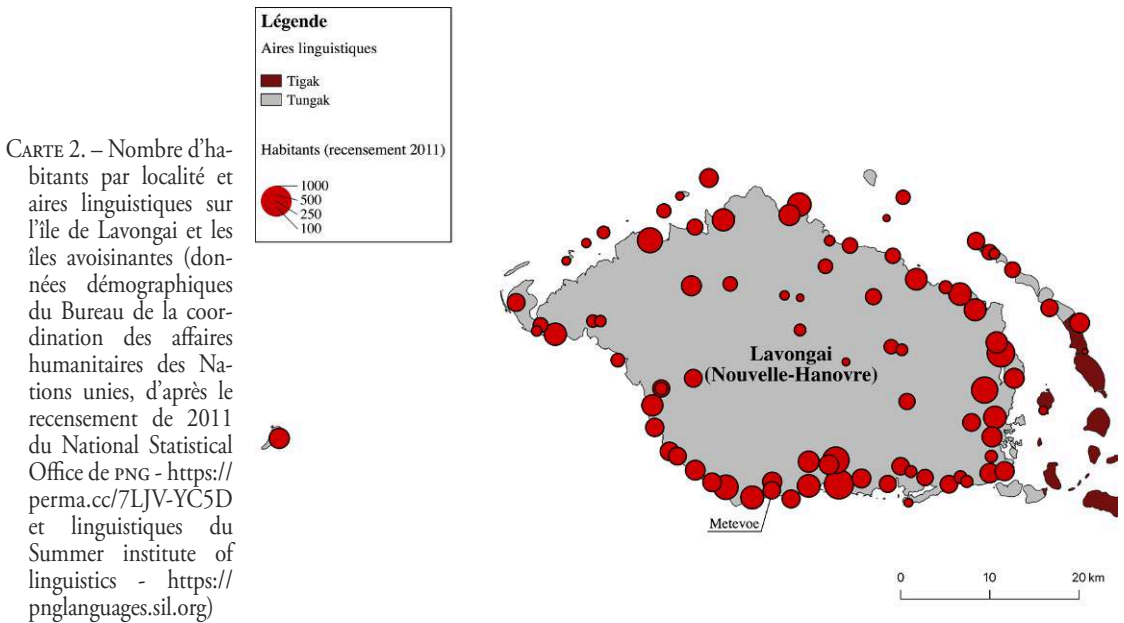 CARTE 2. – Nombre d'ha-
bitants par localité et
aires linguistiques sur
l'île de Lavongai et les
îles avoisinantes (don-
nées démographiques
du Bureau de la coor-
dination des affaires
humanitaires des Na-
tions unies, d'après le
recensement de 2011
du National Statistical
Office de PNG - https://
perma.cc/7LJV-YC5D
et linguistiques du
Summer institute of
linguistics - https://
pnglanguages.sil.org)
Légende
Aires linguistiques
Tigak
Tungak
Habitants (recensement 2011)
1000
500
250
100
Lavongai
(Nouvelle-Hanovre)
Metevoe
0 10 20 km